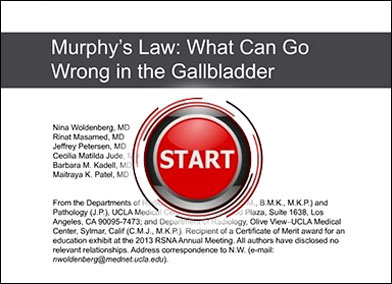 Murphy's Law: What Can Go
Wrong in the Gallbladder
Nina Woldenberg, MD
Rinat Masamed, MD
Jeffrey Petersen, MD
Cecilia Matilda Jude,
Barbara M. Kadell, MD
Maitraya K. Patel, MD
START
From the Departments of B.M.K., M.K.P.) and
Pathology (J.P.), UCLA Medical Plaza, Suite 1638, Los
Angeles, CA 90095-7473; and Department of Radiology, Olive View–UCLA Medical
Center, Sylmar, Calif (C.M.J., M.K.P.). Recipient of a Certificate of Merit award for an
education exhibit at the 2013 RSNA Annual Meeting. All authors have disclosed no
relevant relationships. Address correspondence to N.W. (e-mail:
nwoldenberg@mednet.ucla.edu).